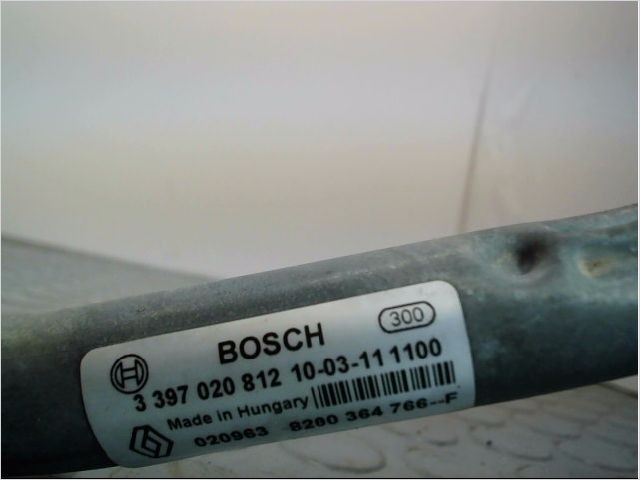 BOSCH 300
3 397 020 812 10-03-11 1100
Made in Hungary
020963 8260 364 766--F